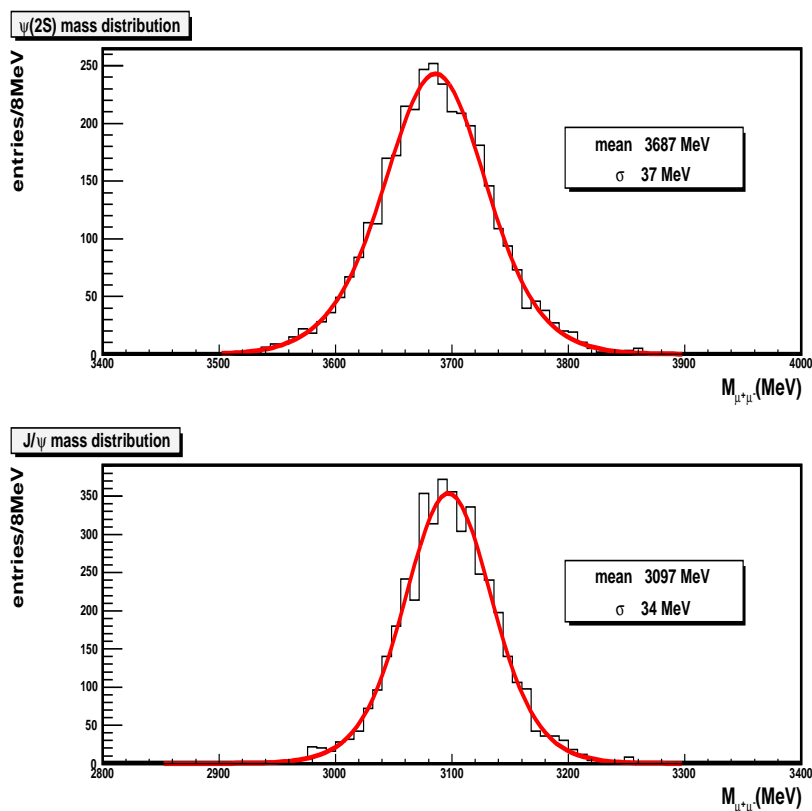 ψ(2S) mass distribution
entries/8MeV
250
200
150
100
50
0
mean 3687 MeV
σ 37 MeV
3400 3500 3600 3700 3800 3900 4000
M μ⁺μ⁻(MeV)
J/ψ mass distribution
entries/8MeV
350
300
250
200
150
100
50
0
mean 3097 MeV
σ 34 MeV
2800 2900 3000 3100 3200 3300 3400
M μ⁺μ⁻(MeV)